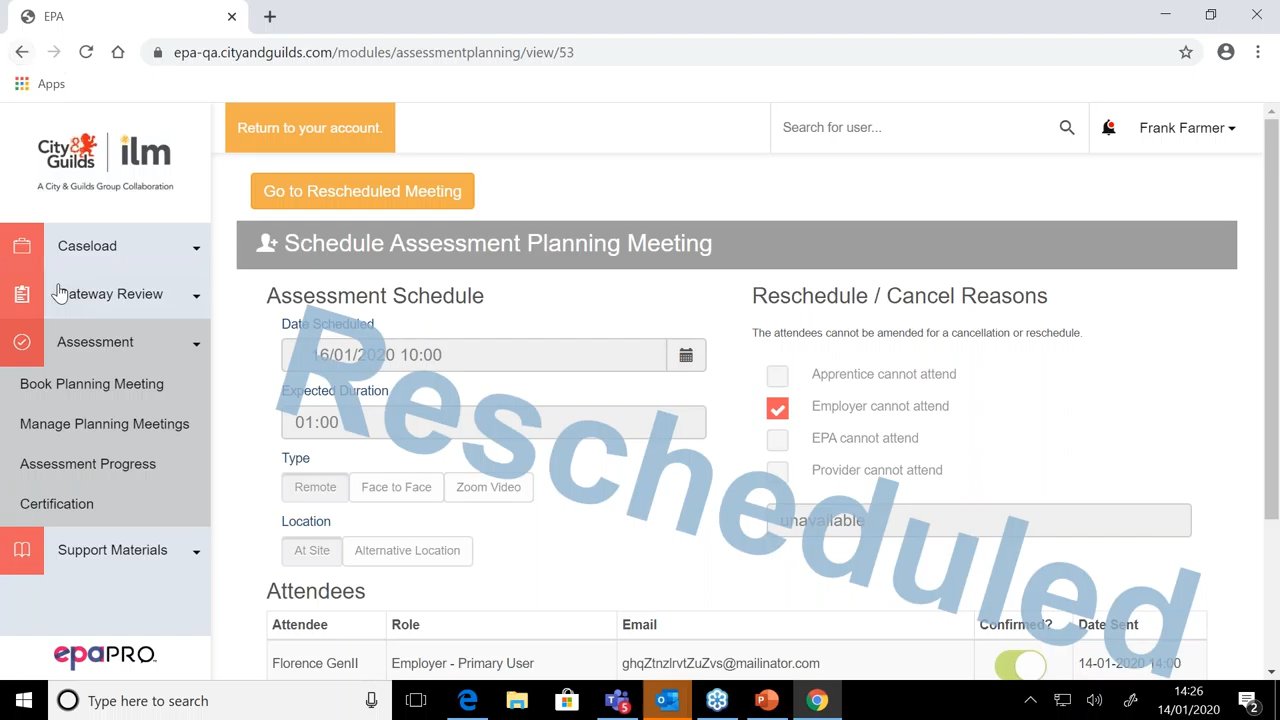 EPA
epa-qa.cityandguilds.com/modules/assessmentplanning/view/53
Apps
City & Guilds ilm
A City & Guilds Group Collaboration
Return to your account.
Search for user...
Frank Farmer
Go to Rescheduled Meeting
Caseload
Gateway Review
Assessment
Book Planning Meeting
Manage Planning Meetings
Assessment Progress
Certification
Support Materials
epaPRO
Schedule Assessment Planning Meeting
Assessment Schedule
Date Scheduled
16/01/2020 10:00
Expected Duration
01:00
Type
Remote Face to Face Zoom Video
Location
At Site Alternative Location
Reschedule / Cancel Reasons
The attendees cannot be amended for a cancellation or reschedule.
Apprentice cannot attend
Employer cannot attend
EPA cannot attend
Provider cannot attend
unavailable
Rescheduled
Attendees
Attendee Role Email Confirmed? Date Sent
Florence GenII Employer - Primary User ghqZtnzlrvtZuZvs@mailinator.com 14-01-2020 14:00
Type here to search
5
14:26
14/01/2020
2